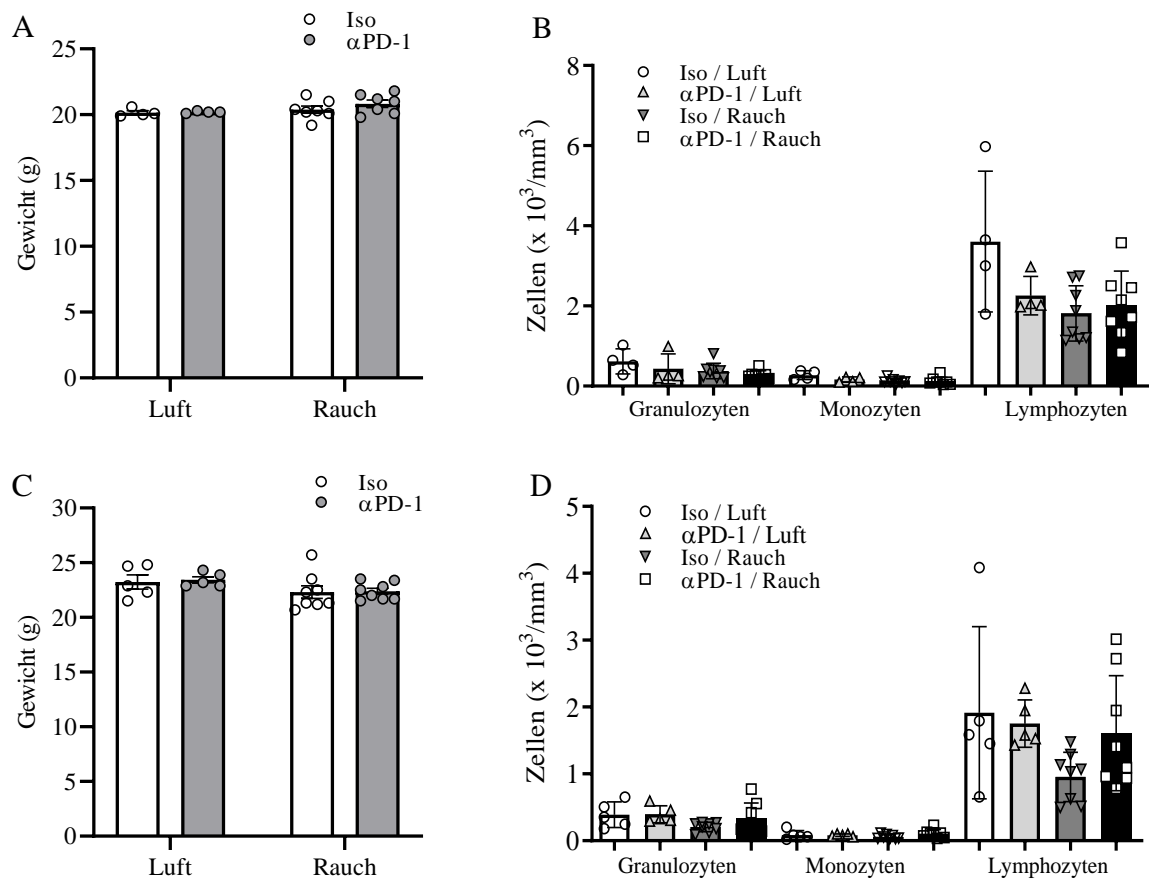 A
Iso
αPD-1
Gewicht (g)
25
20
15
10
5
0
Luft
Rauch
B
Iso / Luft
αPD-1 / Luft
Iso / Rauch
αPD-1 / Rauch
Zellen (x 10³/mm³)
8
6
4
2
0
Granulozyten
Monozyten
Lymphozyten
C
Iso
αPD-1
Gewicht (g)
30
25
20
15
10
5
0
Luft
Rauch
D
Iso / Luft
αPD-1 / Luft
Iso / Rauch
αPD-1 / Rauch
Zellen (x 10³/mm³)
5
4
3
2
1
0
Granulozyten
Monozyten
Lymphozyten